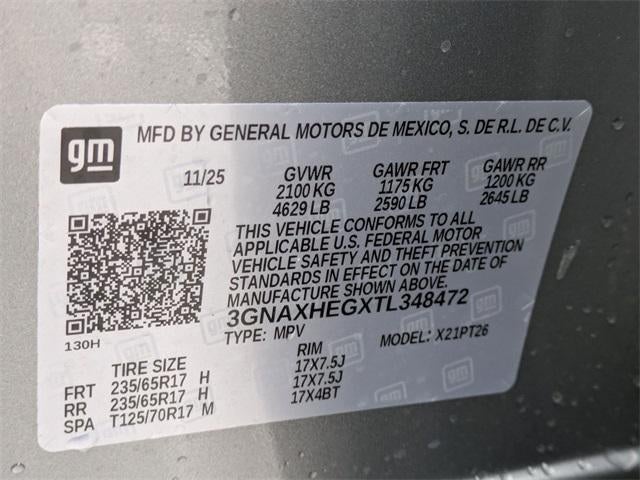 gm
MFD BY GENERAL MOTORS DE MEXICO, S. DE R.L. DE C.V.
11/25 GVWR GAWR FRT GAWR RR
2100 KG 1175 KG 1200 KG
4629 LB 2590 LB 2645 LB
THIS VEHICLE CONFORMS TO ALL
APPLICABLE U.S. FEDERAL MOTOR
VEHICLE SAFETY AND THEFT PREVENTION
STANDARDS IN EFFECT ON THE DATE OF
MANUFACTURE SHOWN ABOVE.
3GNAXHEGXTL348472
130H
TYPE: MPV MODEL: X21PT26
TIRE SIZE RIM
FRT 235/65R17 H 17X7.5J
RR 235/65R17 H 17X7.5J
SPA T125/70R17 M 17X4BT